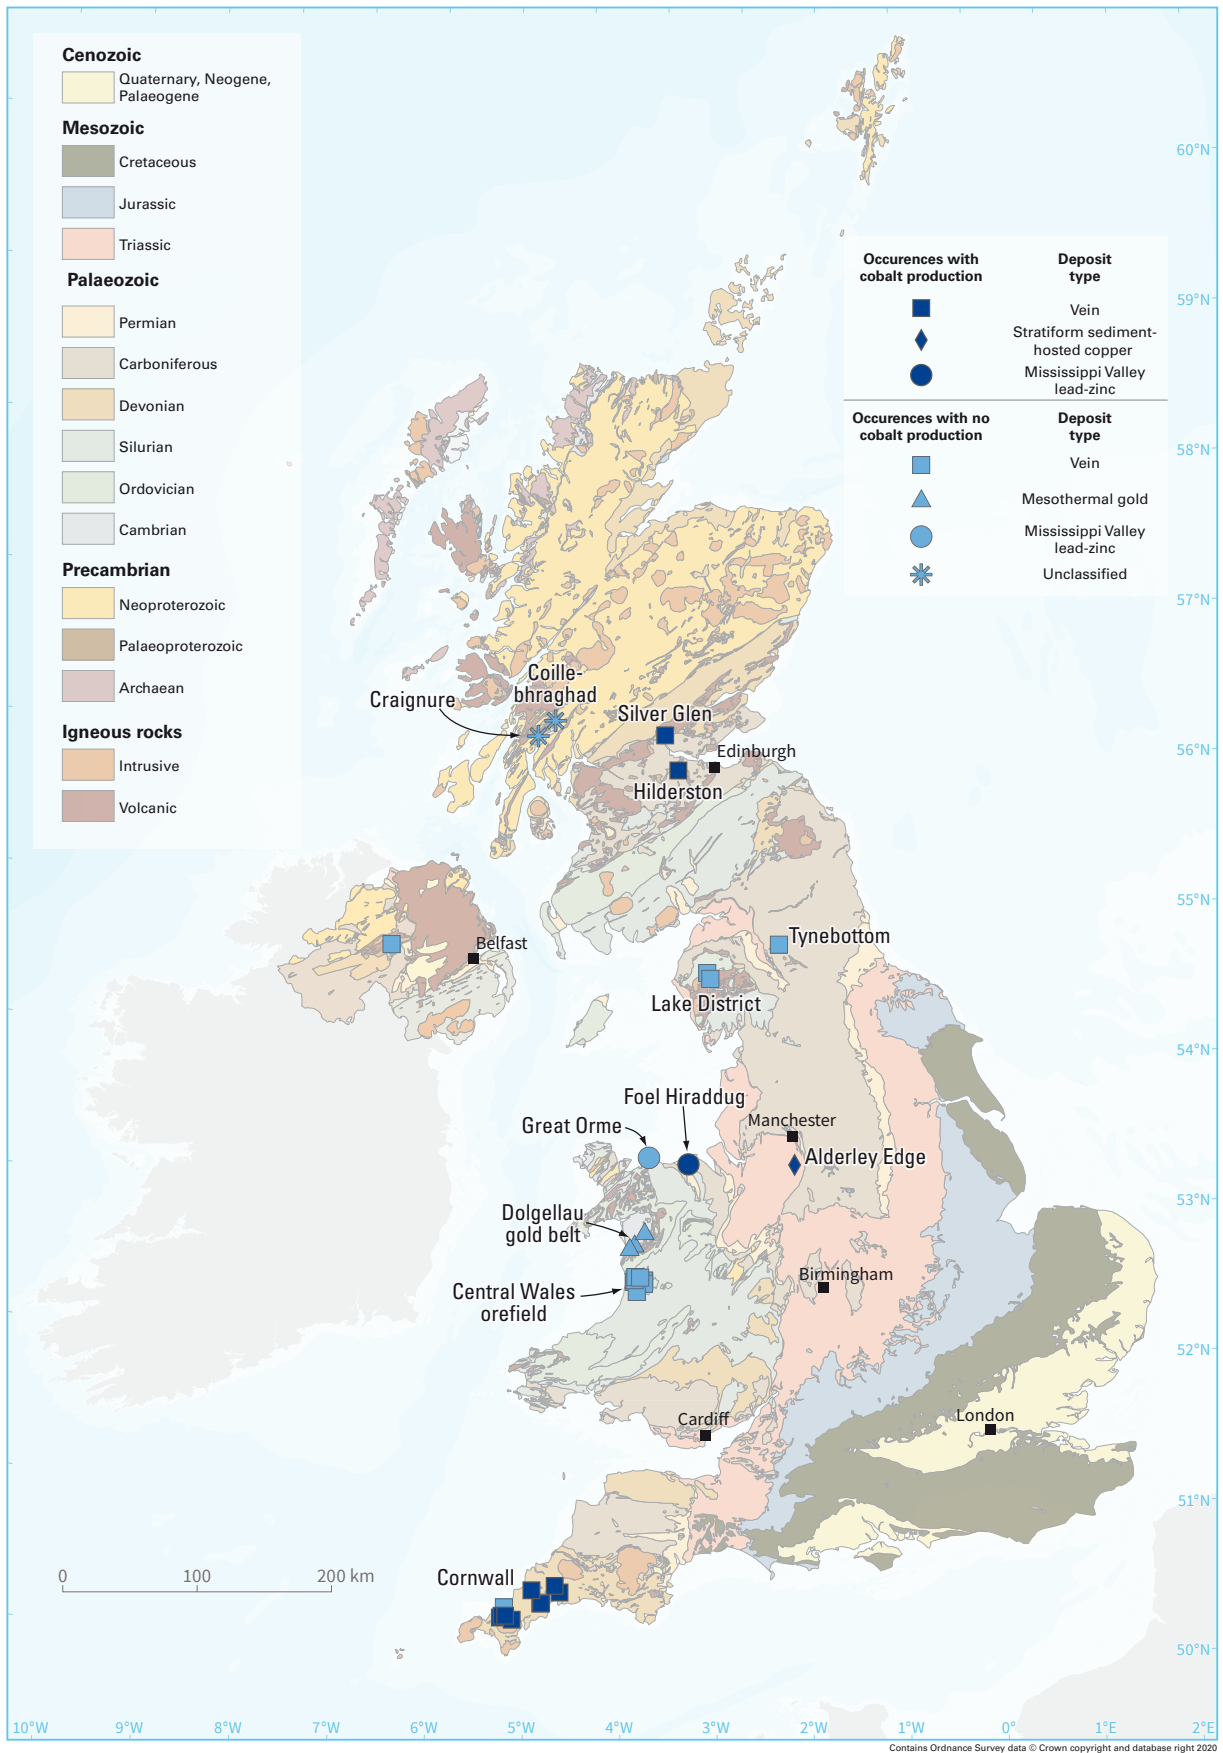 Cenozoic
Quaternary, Neogene,
Palaeogene
Mesozoic
Cretaceous
Jurassic
Triassic
Palaeozoic
Permian
Carboniferous
Devonian
Silurian
Ordovician
Cambrian
Precambrian
Neoproterozoic
Palaeoproterozoic
Archaean
Igneous rocks
Intrusive
Volcanic
Occurences with
cobalt production
Deposit
type
Vein
Stratiform sediment-
hosted copper
Mississippi Valley
lead-zinc
Occurences with no
cobalt production
Deposit
type
Vein
Mesothermal gold
Mississippi Valley
lead-zinc
Unclassified
60°N
59°N
58°N
57°N
56°N
55°N
54°N
53°N
52°N
51°N
50°N
Coille-
bhraghad
Craignure
Silver Glen
Edinburgh
Hilderston
Belfast
Tynebottom
Lake District
Foel Hiraddug
Great Orme
Manchester
Alderley Edge
Dolgellau
gold belt
Central Wales
orefield
Birmingham
Cardiff
London
Cornwall
0 100 200 km
10°W 9°W 8°W 7°W 6°W 5°W 4°W 3°W 2°W 1°W 0° 1°E 2°E
Contains Ordnance Survey data © Crown copyright and database right 2020